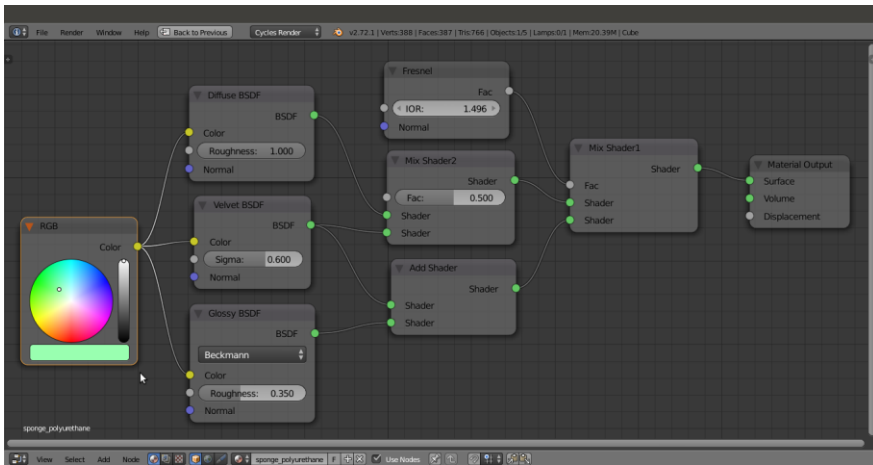 File Render Window Help Back to Previous Cycles Render v2.72.1 | Verts:388 | Faces:387 | Tris:766 | Objects:1/5 | Lamps:0/1 | Mem:20.39M | Cube
Fresnel
Fac
IOR: 1.496
Normal
Diffuse BSDF
BSDF
Color
Roughness: 1.000
Normal
Mix Shader2
Shader
Fac: 0.500
Shader
Shader
Mix Shader1
Shader
Fac
Shader
Shader
Material Output
Surface
Volume
Displacement
RGB
Color
Velvet BSDF
BSDF
Color
Sigma: 0.600
Normal
Add Shader
Shader
Shader
Shader
Glossy BSDF
BSDF
Beckmann
Color
Roughness: 0.350
Normal
sponge_polyurethane
View Select Add Node sponge_polyurethane F Use Nodes